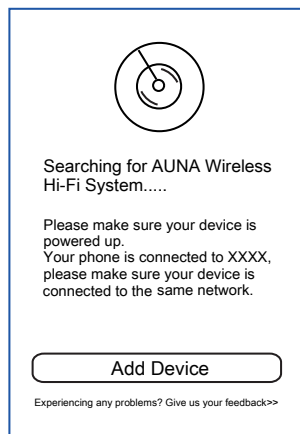 Searching for AUNA Wireless
Hi-Fi System.....
Please make sure your device is
powered up.
Your phone is connected to XXXX,
please make sure your device is
connected to the same network.
Add Device
Experiencing any problems? Give us your feedback>>